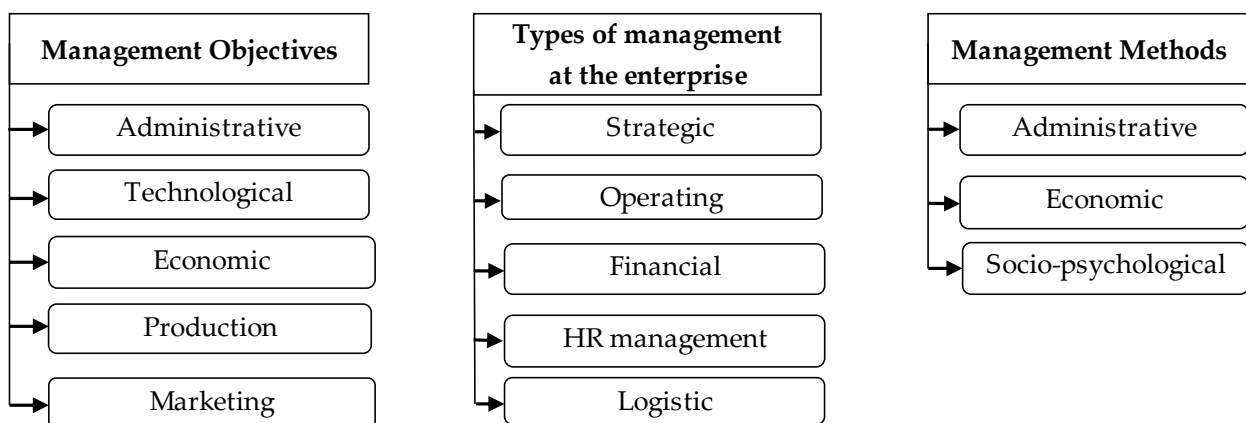 Management Objectives
Administrative
Technological
Economic
Production
Marketing
Types of management
at the enterprise
Strategic
Operating
Financial
HR management
Logistic
Management Methods
Administrative
Economic
Socio-psychological